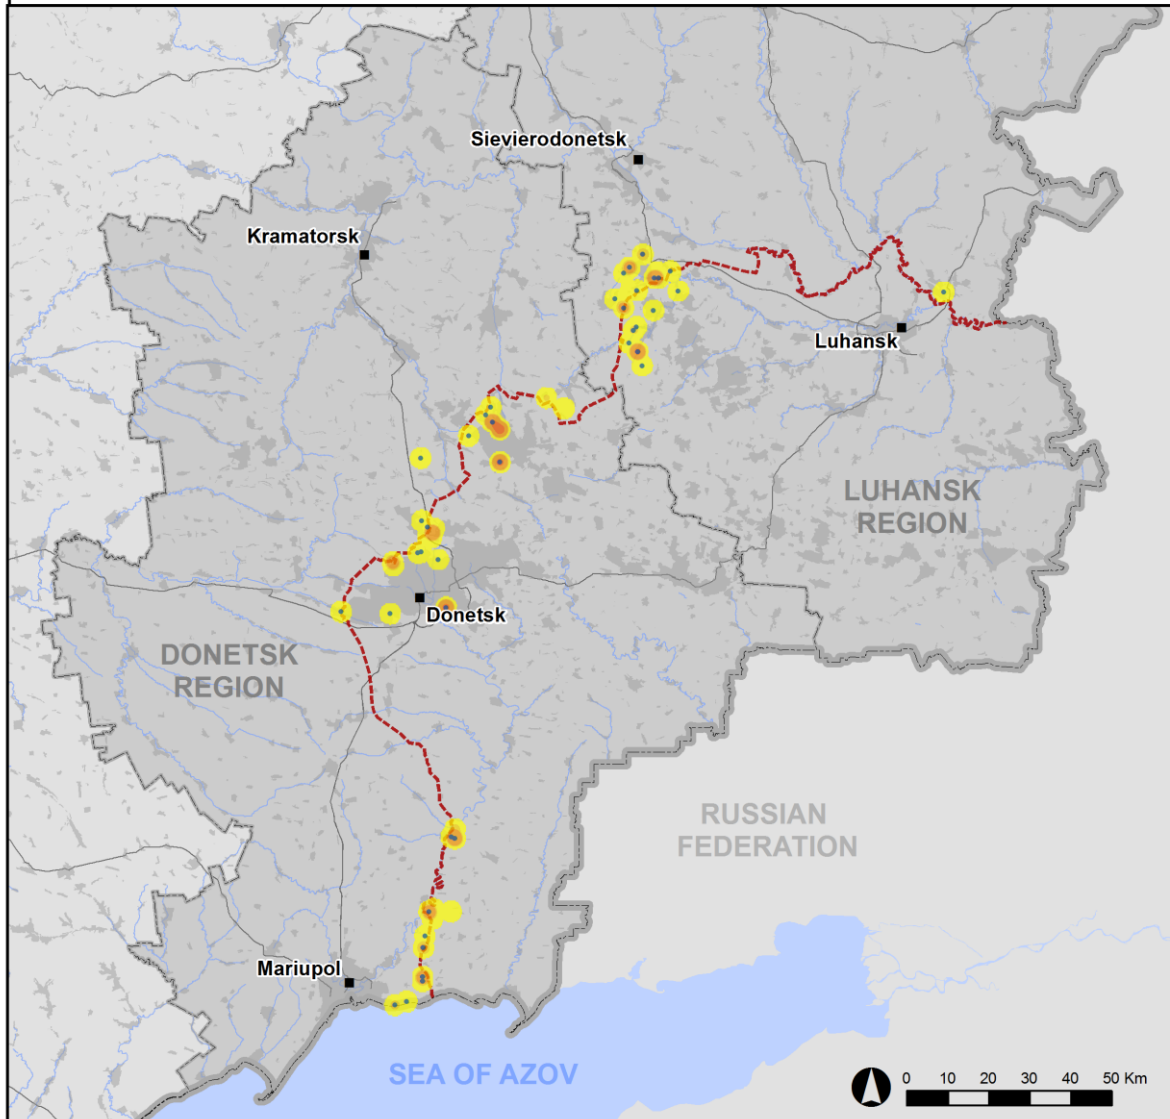 Sievierodonetsk
Kramatorsk
Luhansk
LUHANSK
REGION
Donetsk
DONETSK
REGION
RUSSIAN
FEDERATION
Mariupol
SEA OF AZOV
0 10 20 30 40 50 Km